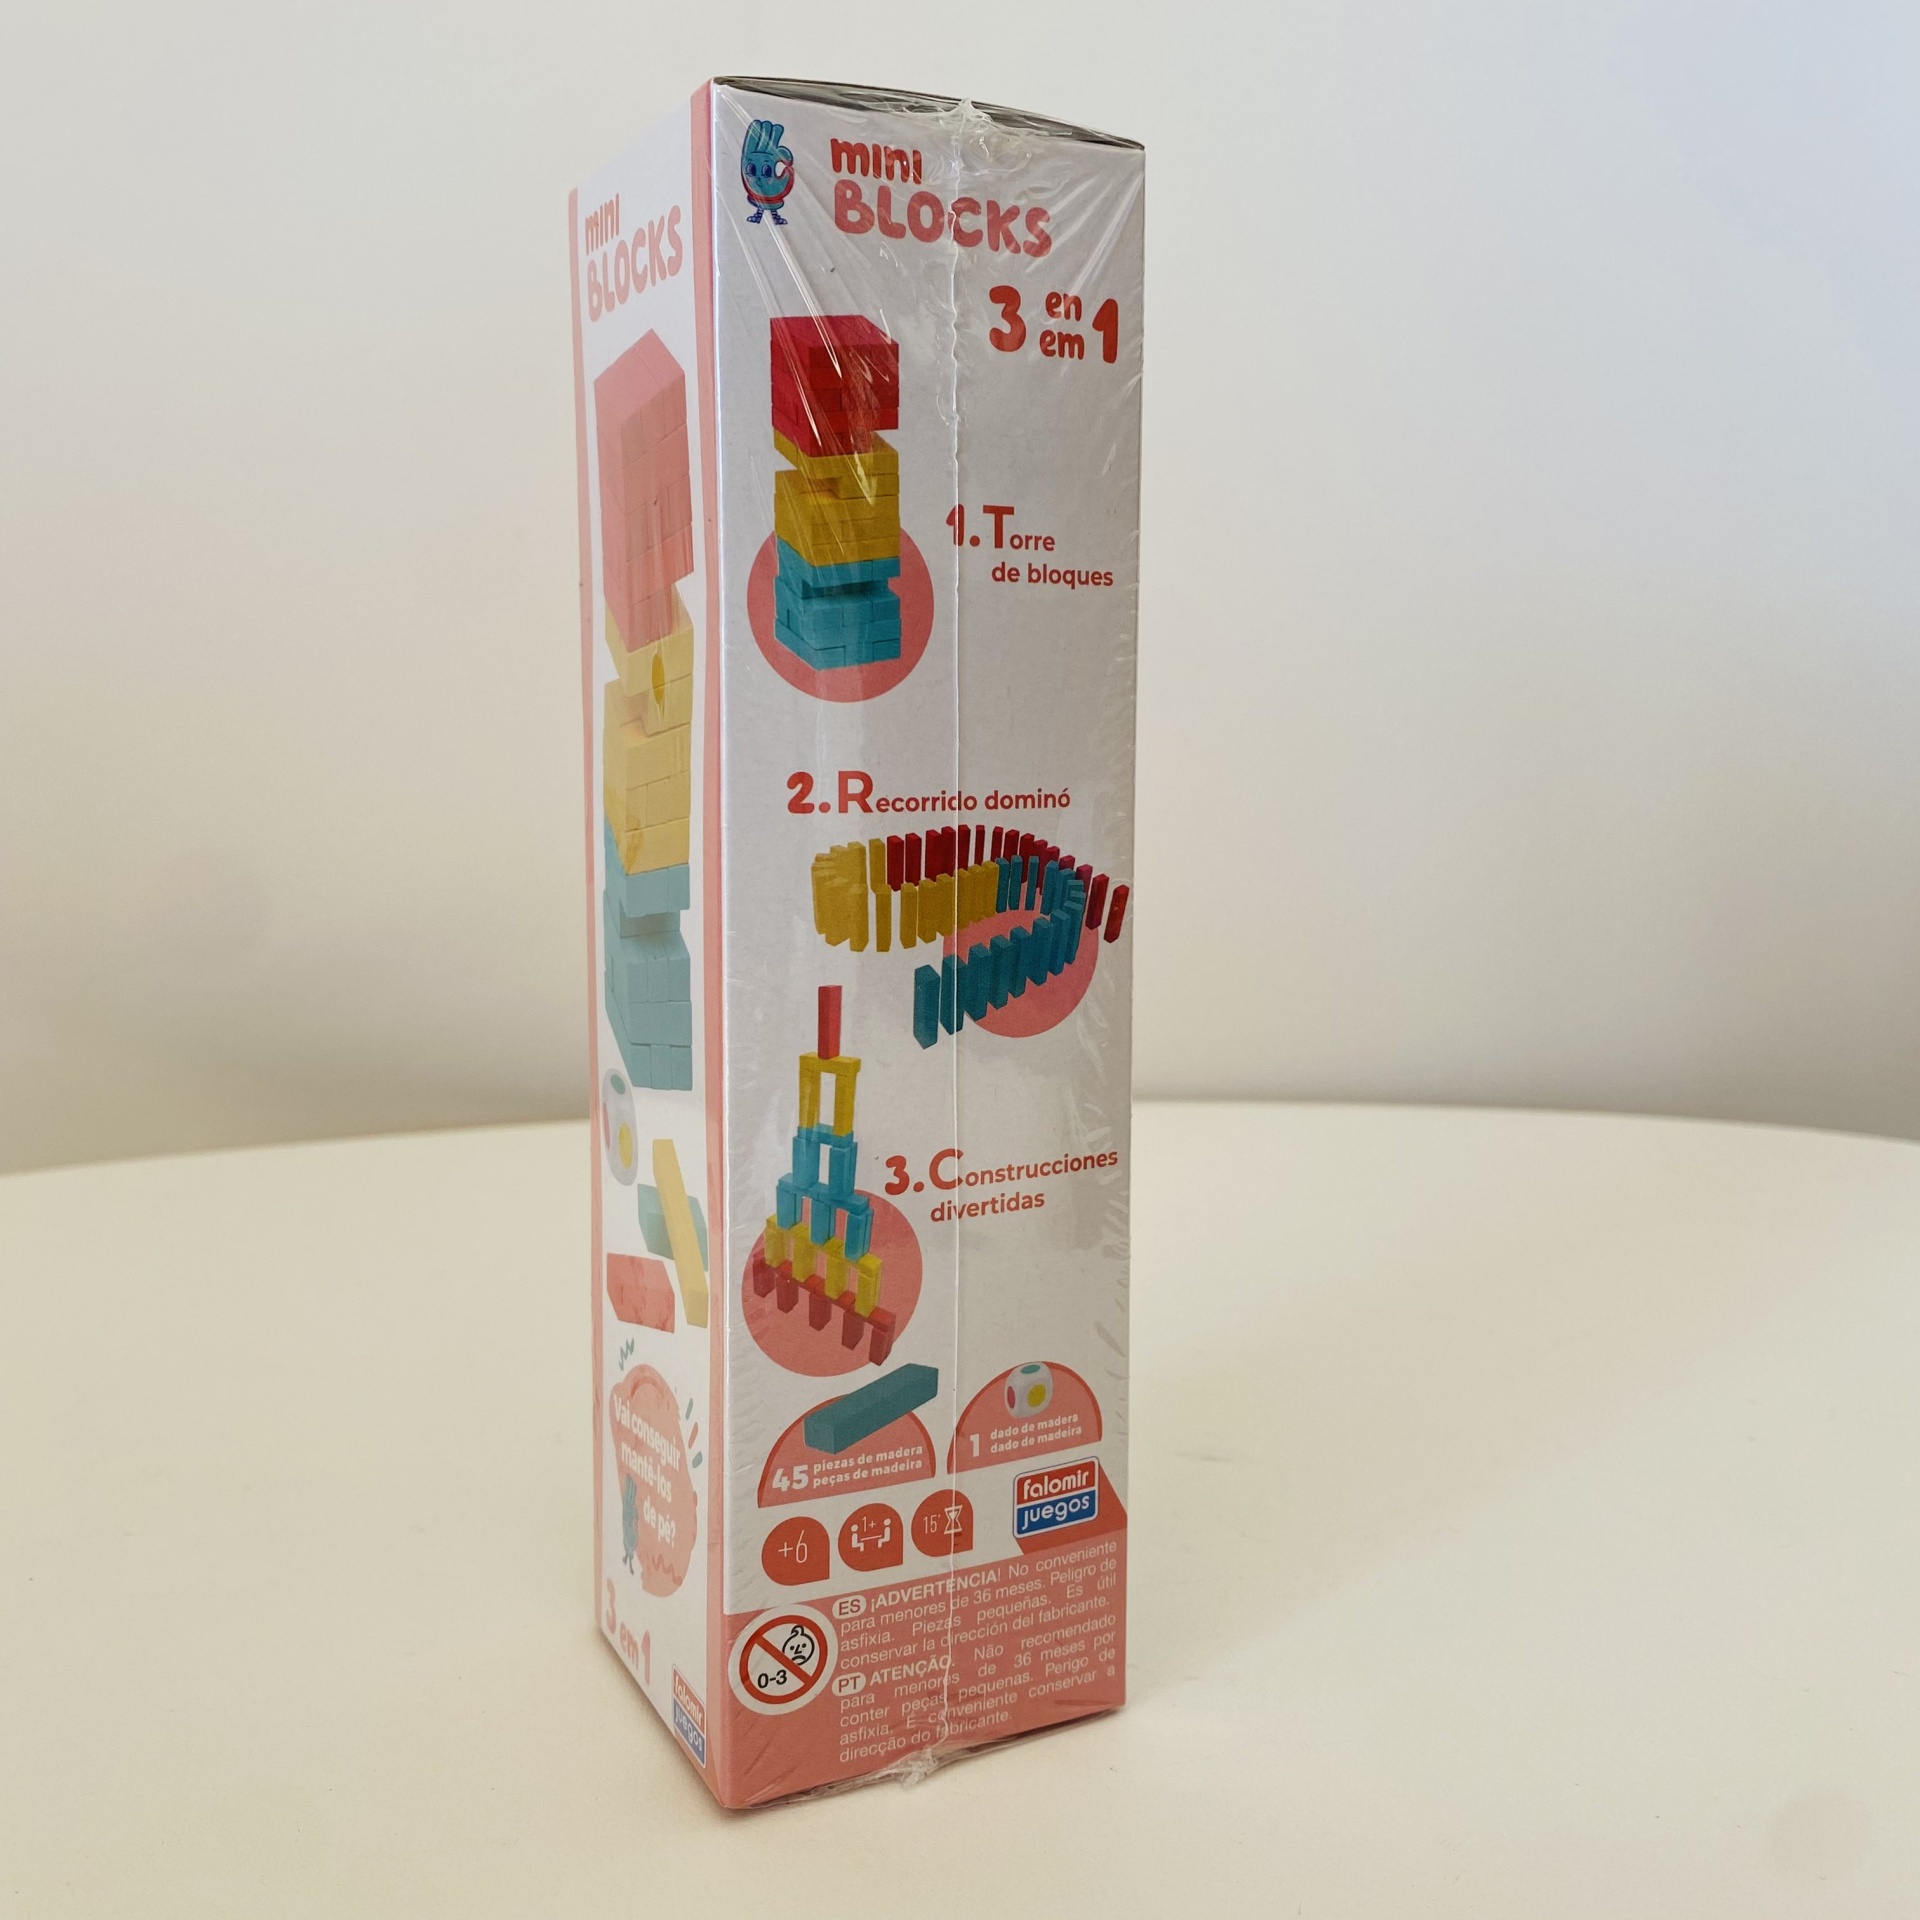 mini
BLOCKS
Vai conseguir
mantê-los
de pé?
3 em 1
falomir
juegos
mini
BLOCKS
3 en em 1
1. Torre
de bloques
2. Recorrido dominó
3. Construcciones
divertidas
45 piezas de madera
peças de madeira
1 dado de madera
dado de madeira
+6
1+
15'
falomir
juegos
0-3
ES ¡ADVERTENCIA! No conveniente
para menores de 36 meses. Peligro de
asfixia. Piezas pequeñas. Es útil
conservar la dirección del fabricante.
PT ATENÇÃO. Não recomendado
para menores de 36 meses por
conter peças pequenas. Perigo de
asfixia. É conveniente conservar a
direcção do fabricante.